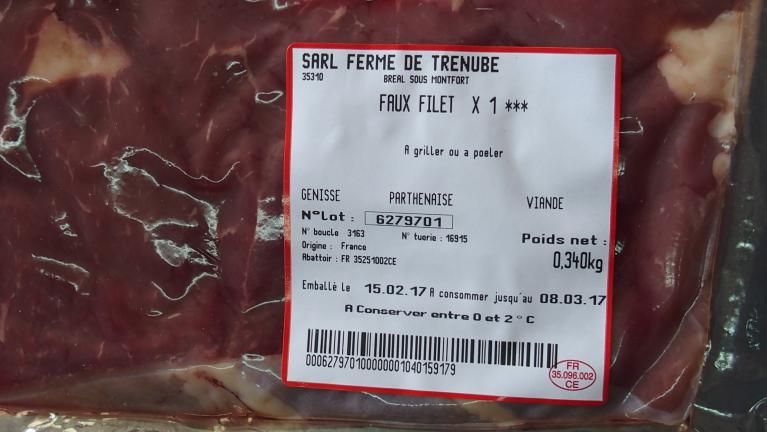 SARL FERME DE TRENUBE
35310 BREAL SOUS MONTFORT
FAUX FILET X 1 ***
A griller ou a poeler
GENISSE PARTHENAISE VIANDE
N°Lot : 6279701
N° boucle 3163 N° tuerie : 16915
Origine : France
Abattoir : FR 35251002CE
Poids net :
0,340kg
Emballé le 15.02.17 A consommer jusqu'au 08.03.17
A Conserver entre 0 et 2 ° C
00062797010000001040159179
FR
35.096.002
CE